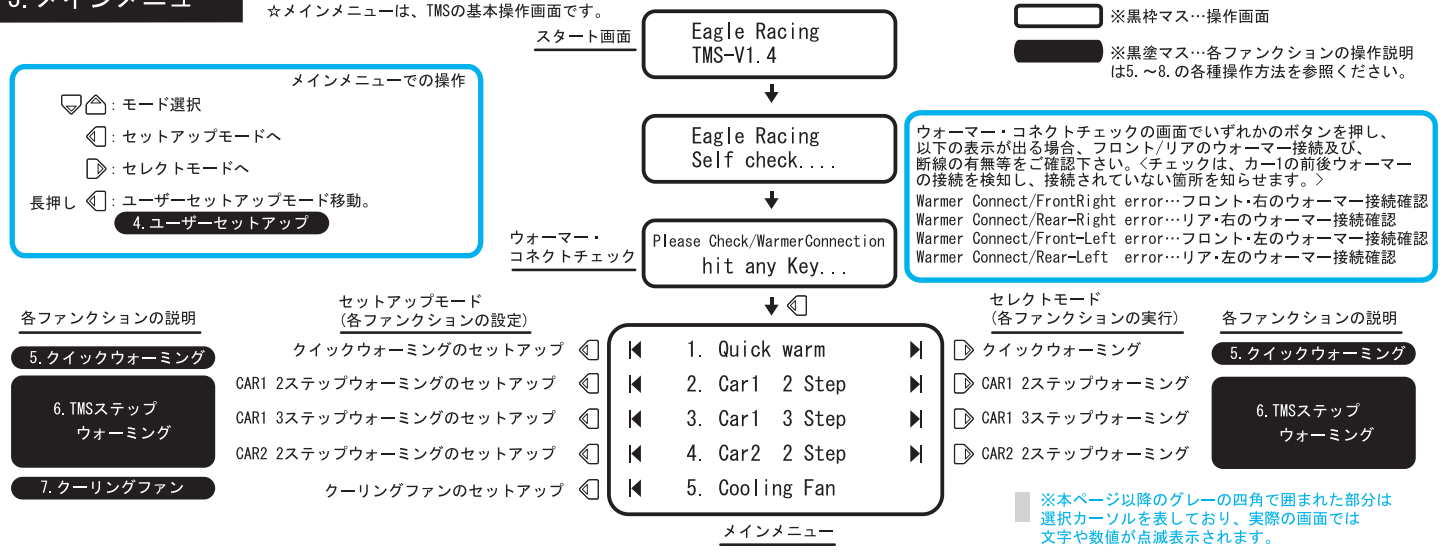 3.メインメニュー
☆メインメニューは、TMSの基本操作画面です。
スタート画面
Eagle Racing
TMS-V1.4
※黒枠マス…操作画面
※黒塗マス…各ファンクションの操作説明
は5.～8.の各種操作方法を参照ください。
メインメニューでの操作
：モード選択
：セットアップモードへ
：セレクトモードへ
長押し ：ユーザーセットアップモード移動。
4.ユーザーセットアップ
Eagle Racing
Self check....
ウォーマー・コネクトチェックの画面でいずれかのボタンを押し、
以下の表示が出る場合、フロント/リアのウォーマー接続及び、
断線の有無等をご確認下さい。〈チェックは、カー1の前後ウォーマー
の接続を検知し、接続されていない箇所を知らせます。〉
Warmer Connect/FrontRight error…フロント・右のウォーマー接続確認
Warmer Connect/Rear-Right error…リア・右のウォーマー接続確認
Warmer Connect/Front-Left error…フロント・左のウォーマー接続確認
Warmer Connect/Rear-Left error…リア・左のウォーマー接続確認
ウォーマー・
コネクトチェック
Please Check/WarmerConnection
hit any Key...
各ファンクションの説明
セットアップモード
(各ファンクションの設定)
セレクトモード
(各ファンクションの実行)
各ファンクションの説明
5.クイックウォーミング
クイックウォーミングのセットアップ
1. Quick warm
クイックウォーミング
5.クイックウォーミング
6.TMSステップ
ウォーミング
CAR1 2ステップウォーミングのセットアップ
2. Car1 2 Step
CAR1 2ステップウォーミング
6.TMSステップ
ウォーミング
CAR1 3ステップウォーミングのセットアップ
3. Car1 3 Step
CAR1 3ステップウォーミング
CAR2 2ステップウォーミングのセットアップ
4. Car2 2 Step
CAR2 2ステップウォーミング
7.クーリングファン
クーリングファンのセットアップ
5. Cooling Fan
メインメニュー
※本ページ以降のグレーの四角で囲まれた部分は
選択カーソルを表しており、実際の画面では
文字や数値が点滅表示されます。